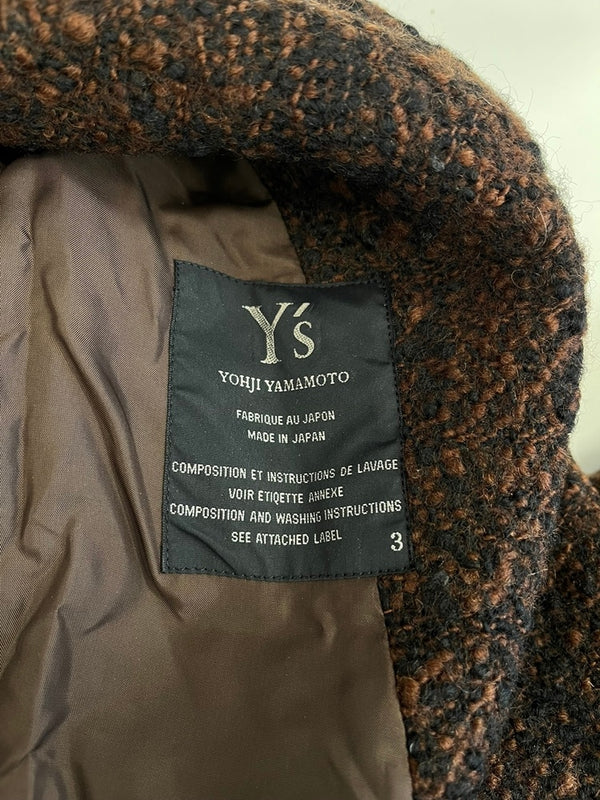 Y's
YOHJI YAMAMOTO
FABRIQUE AU JAPON
MADE IN JAPAN
COMPOSITION ET INSTRUCTIONS DE LAVAGE
VOIR ETIQETTE ANNEXE
COMPOSITION AND WASHING INSTRUCTIONS
SEE ATTACHED LABEL
3